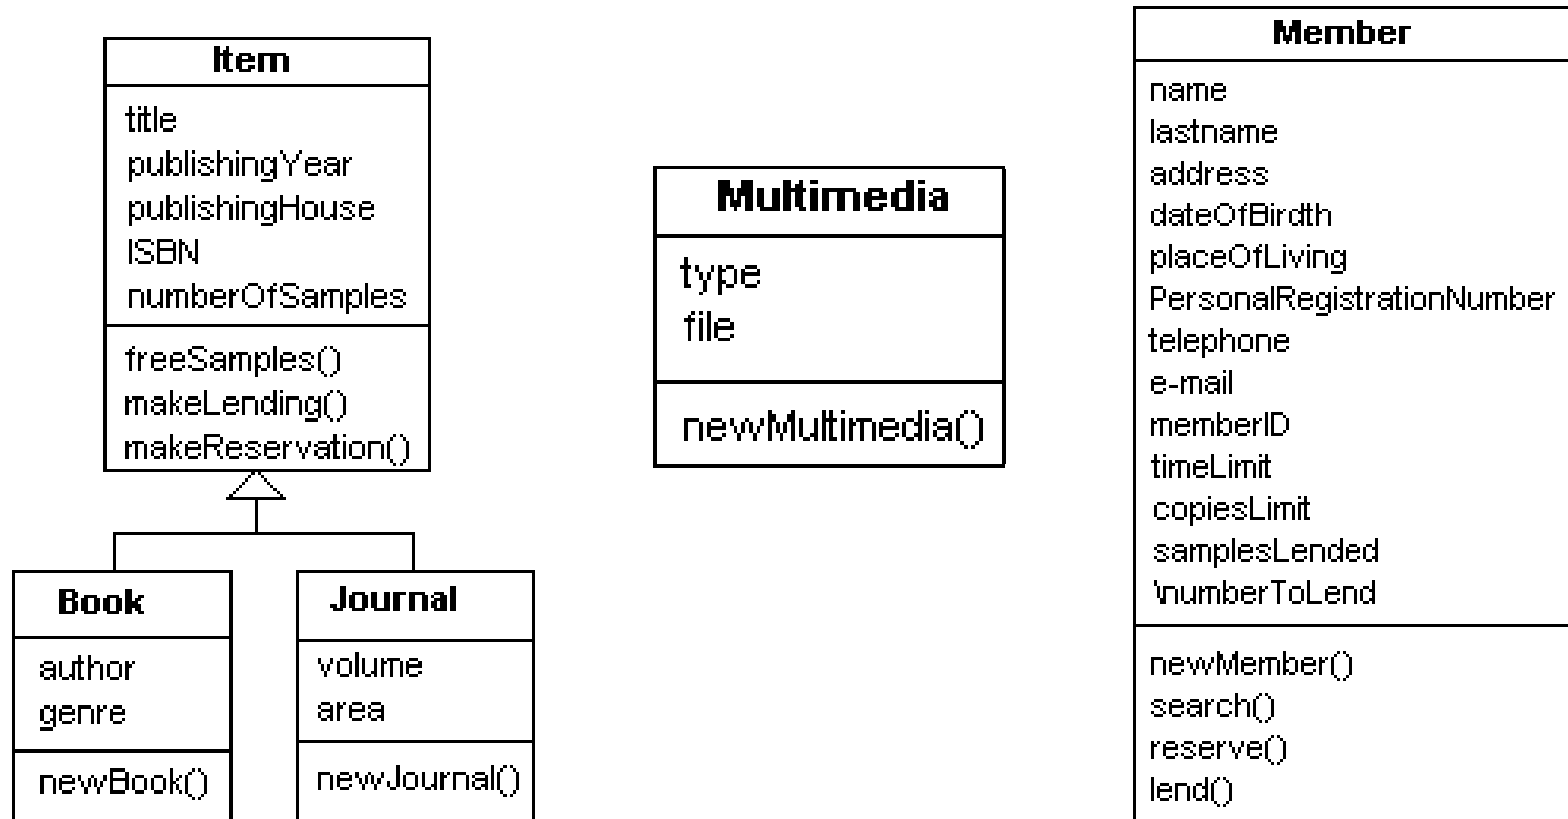 Item
title
publishingYear
publishingHouse
ISBN
numberOfSamples
freeSamples()
makeLending()
makeReservation()
Book
author
genre
newBook()
Journal
volume
area
newJournal()
Multimedia
type
file
newMultimedia()
Member
name
lastname
address
dateOfBirdth
placeOfLiving
PersonalRegistrationNumber
telephone
e-mail
memberID
timeLimit
copiesLimit
samplesLended
\numberToLend
newMember()
search()
reserve()
lend()